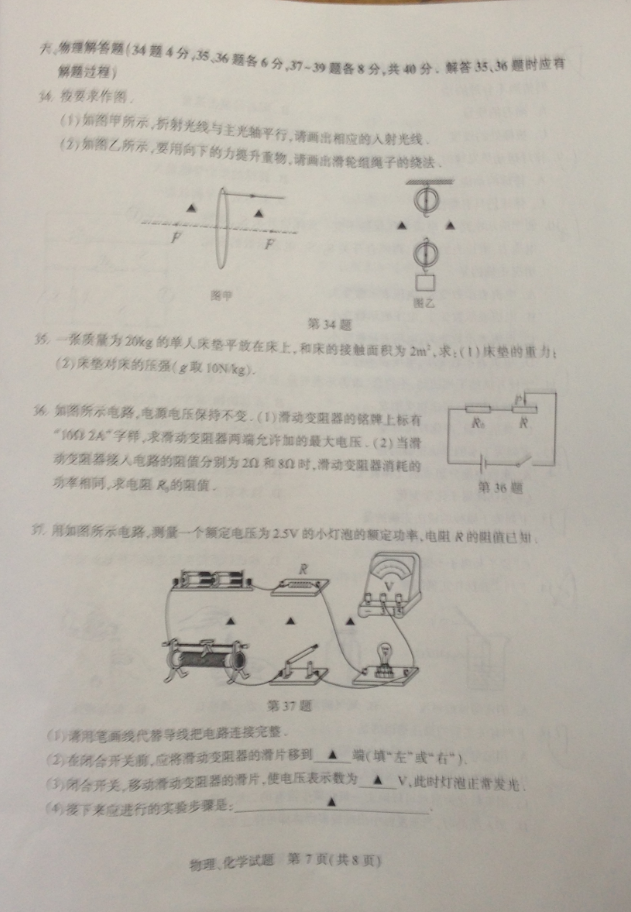 六、物理解答题(34题4分,35、36题各6分,37~39题各8分,共40分. 解答35、36题时应有
解题过程)
34. 按要求作图.
(1)如图甲所示,折射光线与主光轴平行,请画出相应的入射光线.
(2)如图乙所示,要用向下的力提升重物,请画出滑轮组绳子的绕法.
▲ ▲ ▲ ▲
F F
图甲 图乙
第34题
35. 一张质量为20kg的单人床垫平放在床上,和床的接触面积为2m²,求:(1)床垫的重力;
(2)床垫对床的压强(g取10N/kg).
36. 如图所示电路,电源电压保持不变.(1)滑动变阻器的铭牌上标有
“10Ω 2A”字样,求滑动变阻器两端允许加的最大电压.(2)当滑
动变阻器接入电路的阻值分别为2Ω和8Ω时,滑动变阻器消耗的
功率相同,求电阻R₀的阻值.
P
R₀ R
第36题
37. 用如图所示电路,测量一个额定电压为2.5V的小灯泡的额定功率,电阻R的阻值已知.
R
V
▲ ▲ ▲
第37题
(1)请用笔画线代替导线把电路连接完整.
(2)在闭合开关前,应将滑动变阻器的滑片移到 ▲ 端(填“左”或“右”).
(3)闭合开关,移动滑动变阻器的滑片,使电压表示数为 ▲ V,此时灯泡正常发光.
(4)接下来应进行的实验步骤是: ▲ .
物理、化学试题 第7页(共8页)